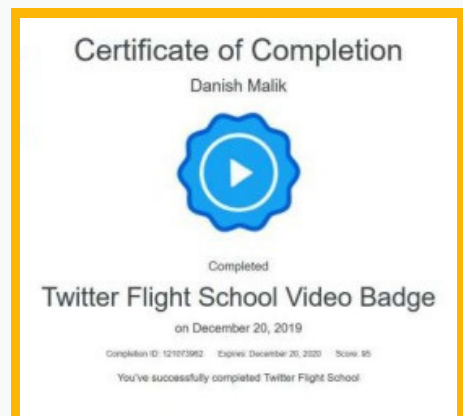 Certificate of Completion
Danish Malik
Completed
Twitter Flight School Video Badge
on December 20, 2019
Completion ID: 121073962 Expires: December 20, 2020 Score: 95
You've successfully completed Twitter Flight School